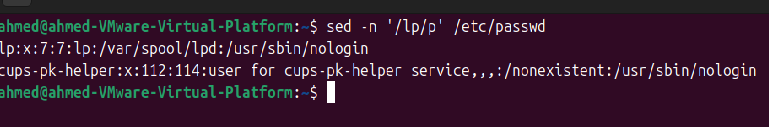 ahmed@ahmed-VMware-Virtual-Platform:~$ sed -n '/lp/p' /etc/passwd
lp:x:7:7:lp:/var/spool/lpd:/usr/sbin/nologin
cups-pk-helper:x:112:114:user for cups-pk-helper service,,,:/nonexistent:/usr/sbin/nologin
ahmed@ahmed-VMware-Virtual-Platform:~$